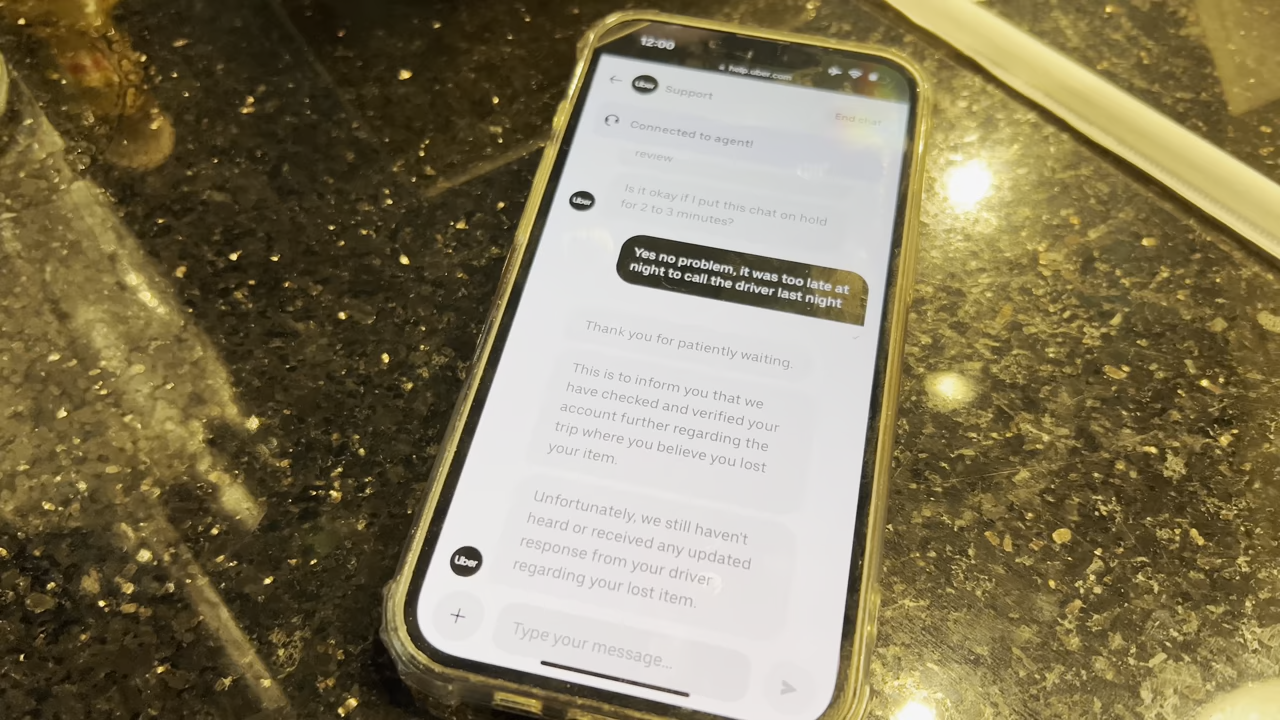 12:00
help.uber.com
Uber
Support
End chat
Connected to agent!
review
Is it okay if I put this chat on hold
for 2 to 3 minutes?
Uber
Yes no problem, it was too late at
night to call the driver last night
Thank you for patiently waiting.
This is to inform you that we
have checked and verified your
account further regarding the
trip where you believe you lost
your item.
Unfortunately, we still haven't
heard or received any updated
response from your driver
regarding your lost item.
Uber
Type your message...